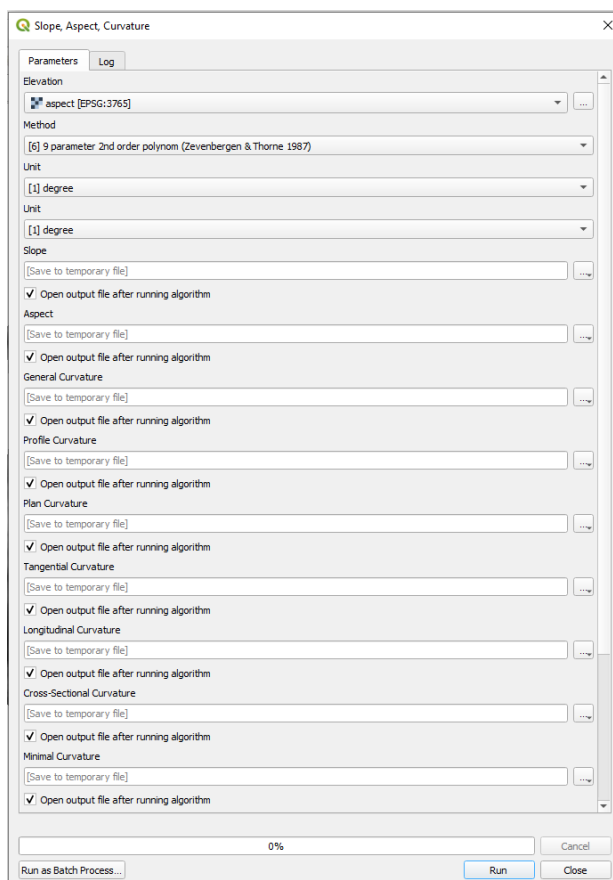 Slope, Aspect, Curvature
Parameters Log
Elevation
aspect [EPSG:3765]
...
Method
[6] 9 parameter 2nd order polynom (Zevenbergen & Thorne 1987)
Unit
[1] degree
Unit
[1] degree
Slope
[Save to temporary file]
...
Open output file after running algorithm
Aspect
[Save to temporary file]
...
Open output file after running algorithm
General Curvature
[Save to temporary file]
...
Open output file after running algorithm
Profile Curvature
[Save to temporary file]
...
Open output file after running algorithm
Plan Curvature
[Save to temporary file]
...
Open output file after running algorithm
Tangential Curvature
[Save to temporary file]
...
Open output file after running algorithm
Longitudinal Curvature
[Save to temporary file]
...
Open output file after running algorithm
Cross-Sectional Curvature
[Save to temporary file]
...
Open output file after running algorithm
Minimal Curvature
[Save to temporary file]
...
Open output file after running algorithm
0% Cancel
Run as Batch Process... Run Close